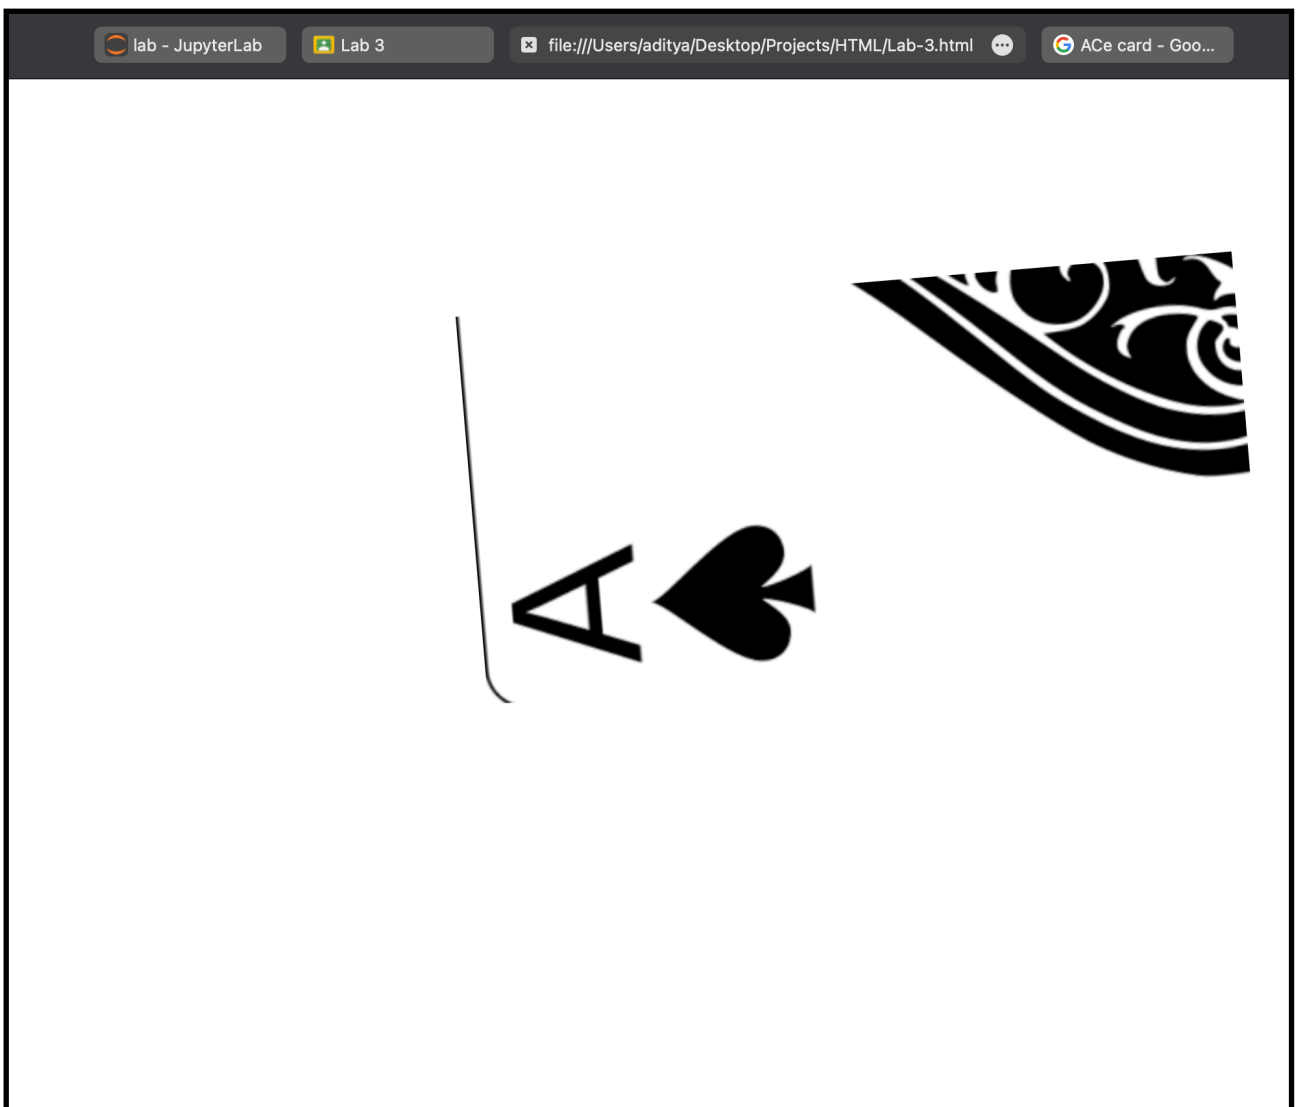 lab - JupyterLab
Lab 3
file:///Users/aditya/Desktop/Projects/HTML/Lab-3.html
ACe card - Goo...
A